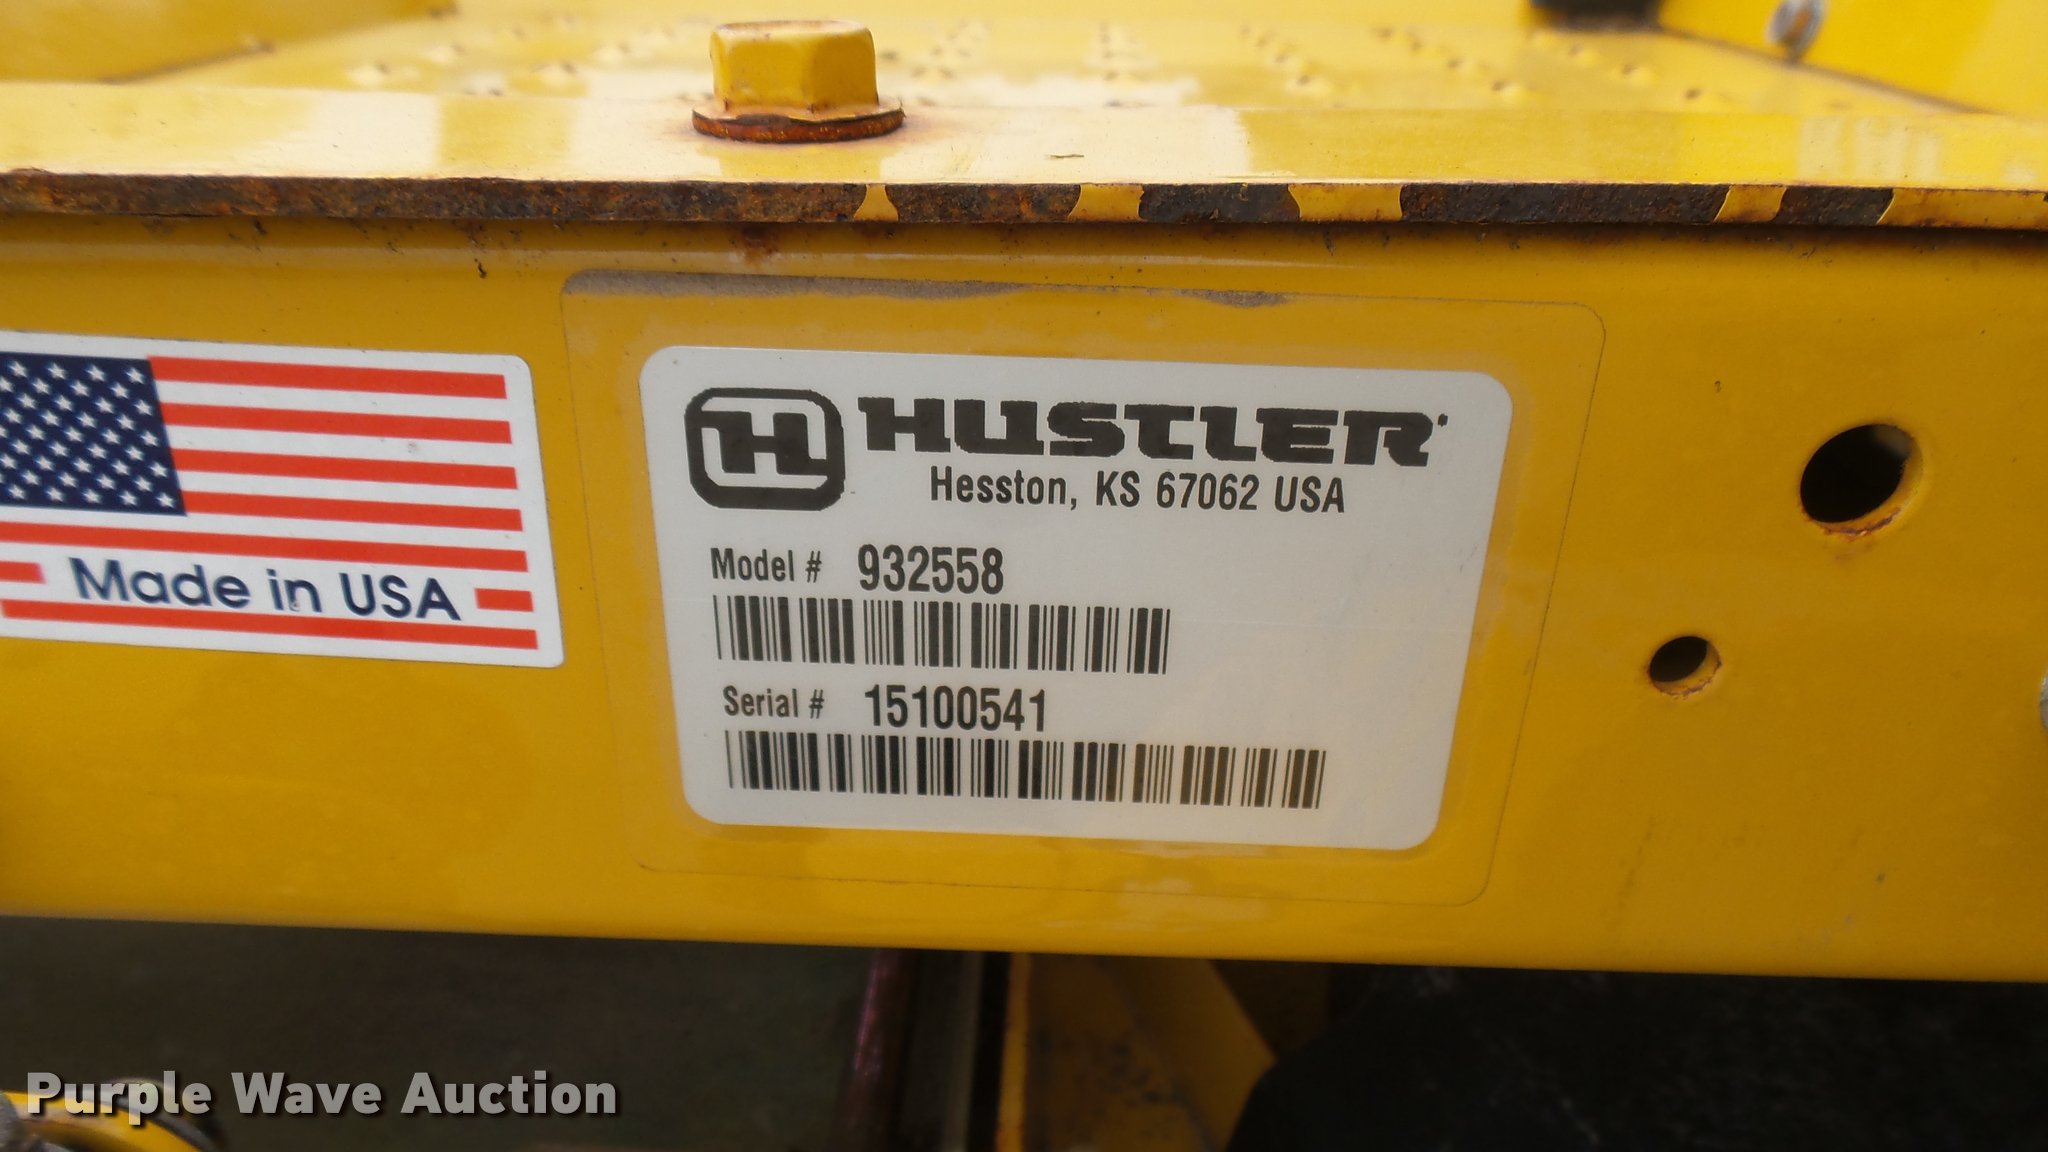 HUSTLER
Hesston, KS 67062 USA
Model # 932558
Serial # 15100541
Made in USA
Purple Wave Auction